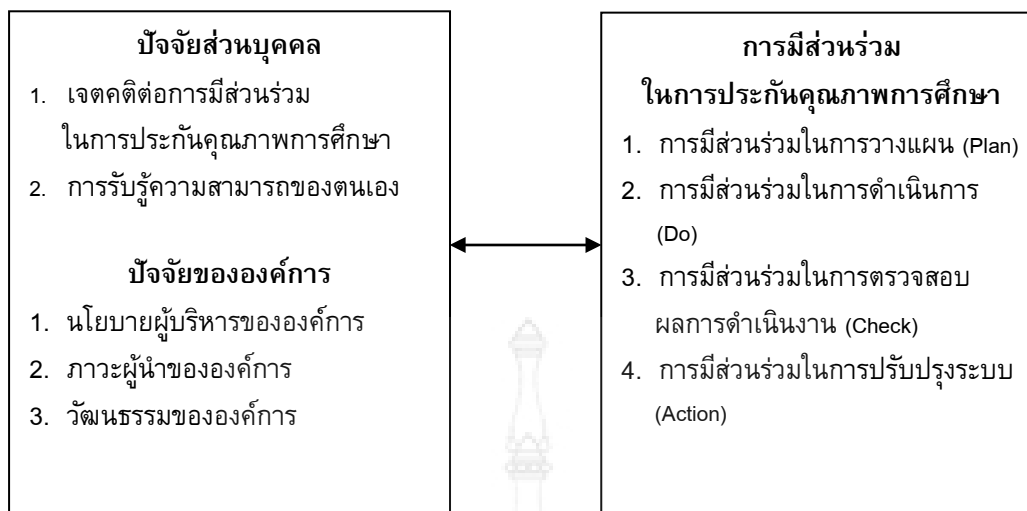 ปัจจัยส่วนบุคคล
1. เจตคติต่อการมีส่วนร่วม
ในการประกันคุณภาพการศึกษา
2. การรับรู้ความสามารถของตนเอง
ปัจจัยขององค์การ
1. นโยบายผู้บริหารขององค์การ
2. ภาวะผู้นำขององค์การ
3. วัฒนธรรมขององค์การ
การมีส่วนร่วม
ในการประกันคุณภาพการศึกษา
1. การมีส่วนร่วมในการวางแผน (Plan)
2. การมีส่วนร่วมในการดำเนินการ
(Do)
3. การมีส่วนร่วมในการตรวจสอบ
ผลการดำเนินงาน (Check)
4. การมีส่วนร่วมในการปรับปรุงระบบ
(Action)